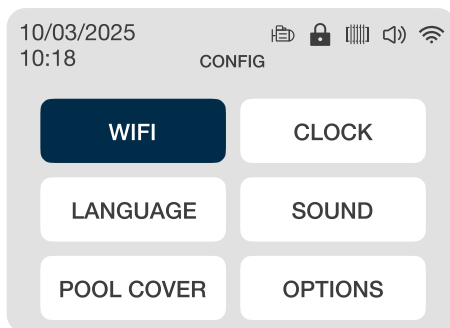 10/03/2025
10:18
CONFIG
WIFI
CLOCK
LANGUAGE
SOUND
POOL COVER
OPTIONS